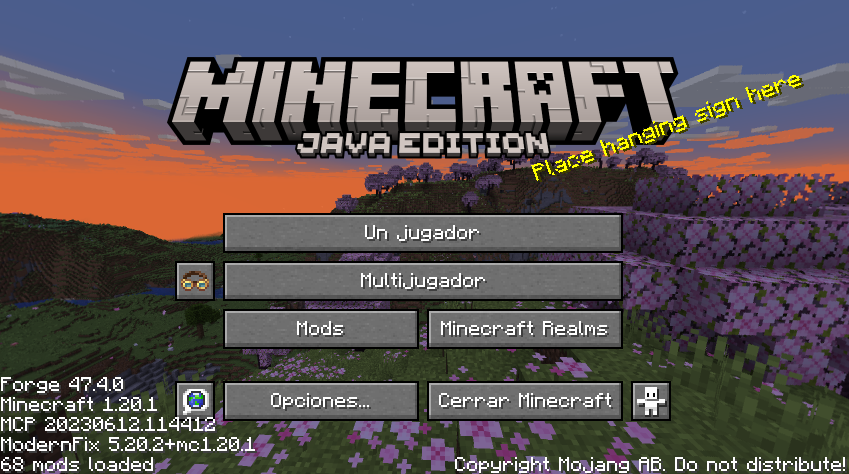 MINECRAFT
JAVA EDITION
Place hanging sign here
Un jugador
Multijugador
Mods
Minecraft Realms
Opciones...
Cerrar Minecraft
Forge 47.4.0
Minecraft 1.20.1
MCP 20230612.114412
ModernFix 5.20.2+mc1.20.1
68 mods loaded
Copyright Mojang AB. Do not distribute!